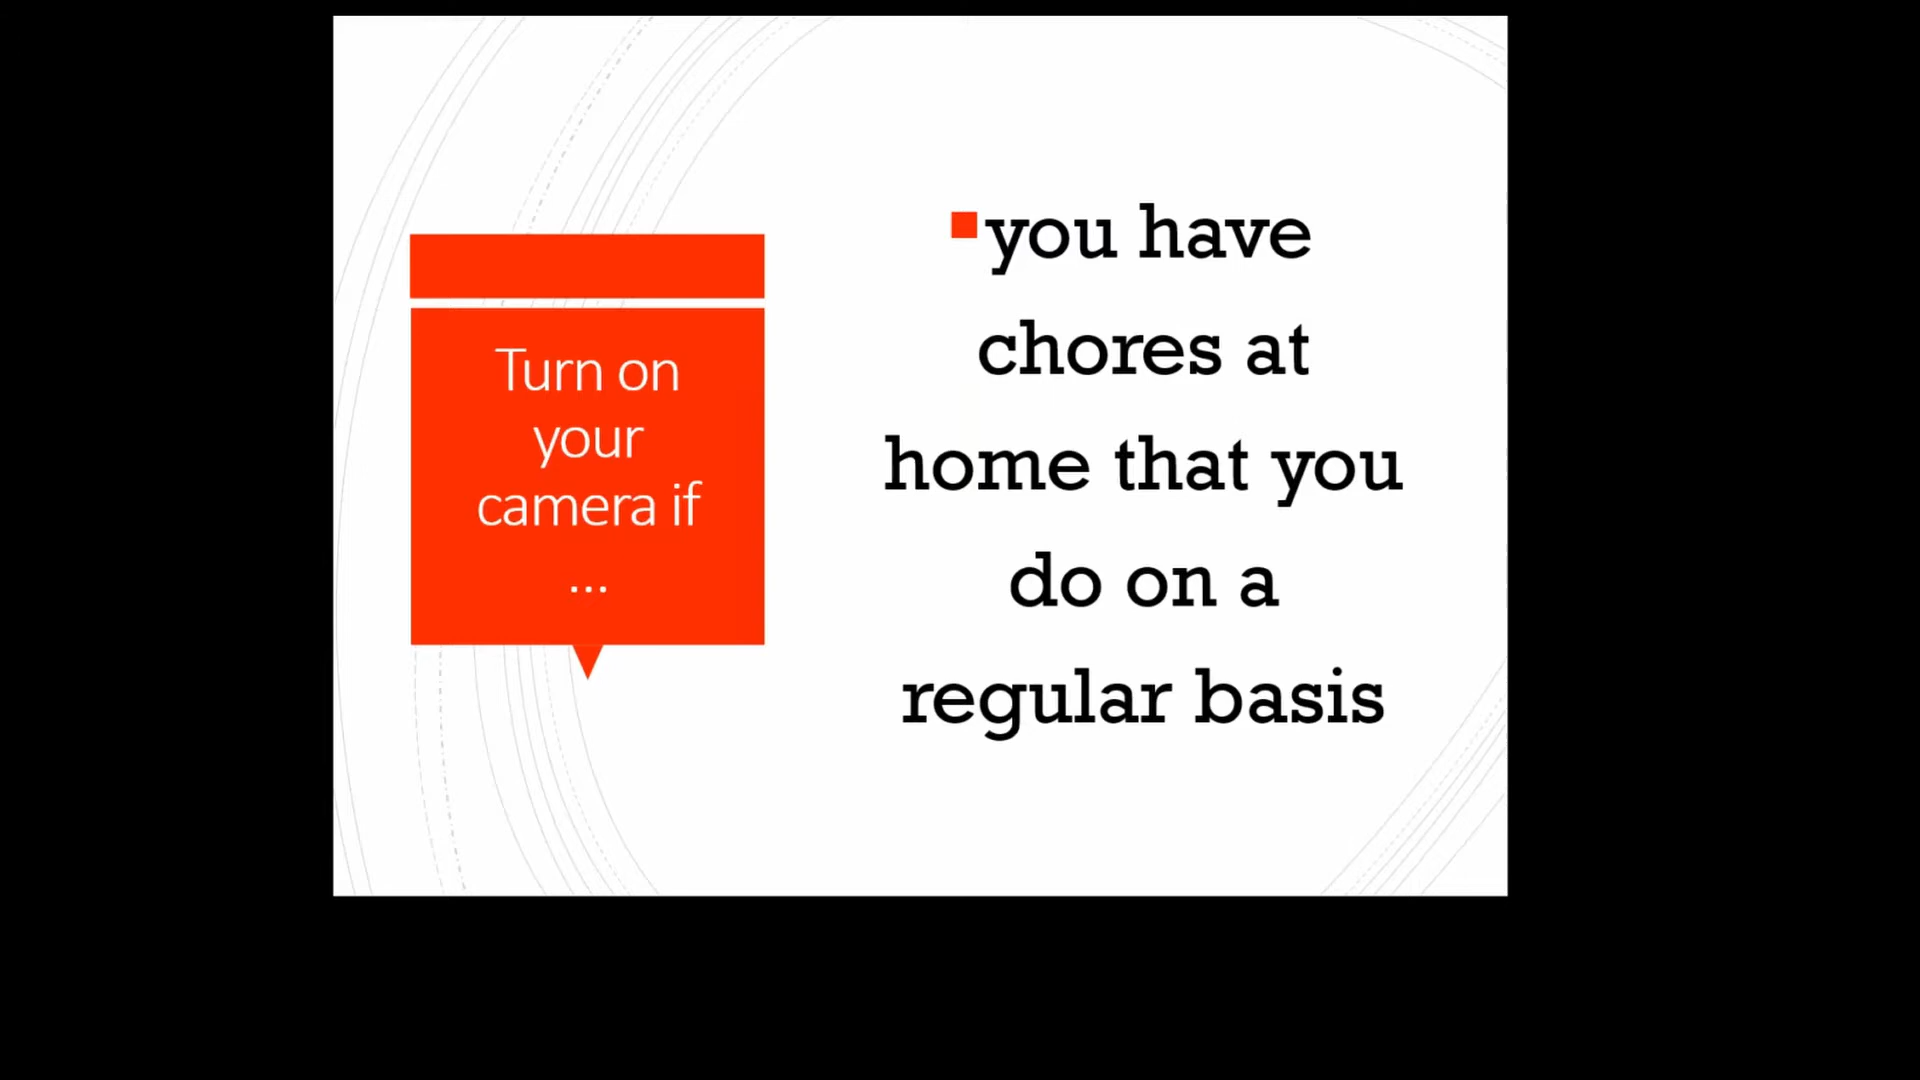 Turn on
your
camera if
...
you have
chores at
home that you
do on a
regular basis